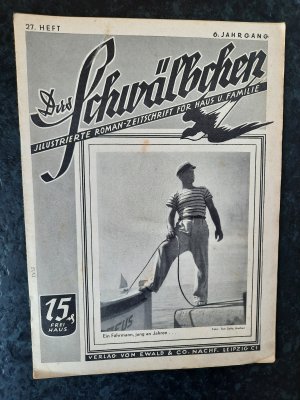 27. HEFT
6. JAHRGANG
Das Schwälbchen
ILLUSTRIERTE ROMAN-ZEITSCHRIFT FÜR HAUS U. FAMILIE
15
FREI
HAUS
Ein Fährmann, jung an Jahren . . .
VERLAG VON EWALD & CO. NACHF. LEIPZIG C1